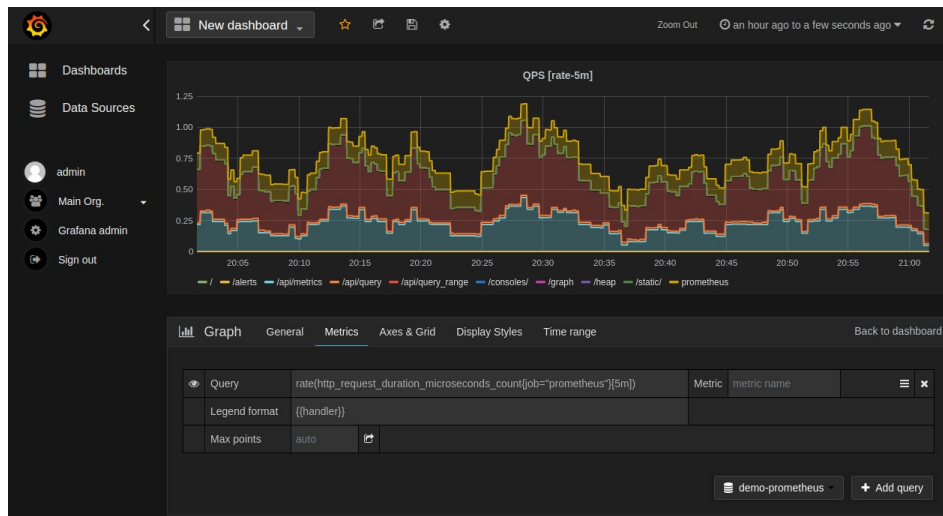 New dashboard
Zoom Out
an hour ago to a few seconds ago
Dashboards
Data Sources
admin
Main Org.
Grafana admin
Sign out
QPS [rate-5m]
1.25
1.00
0.75
0.50
0.25
0
20:05 20:10 20:15 20:20 20:25 20:30 20:35 20:40 20:45 20:50 20:55 21:00
/ /alerts /api/metrics /api/query /api/query_range /consoles/ /graph /heap /static/ prometheus
Graph General Metrics Axes & Grid Display Styles Time range Back to dashboard
Query rate(http_request_duration_microseconds_count{job="prometheus"}[5m]) Metric metric name
Legend format {{handler}}
Max points auto
demo-prometheus + Add query